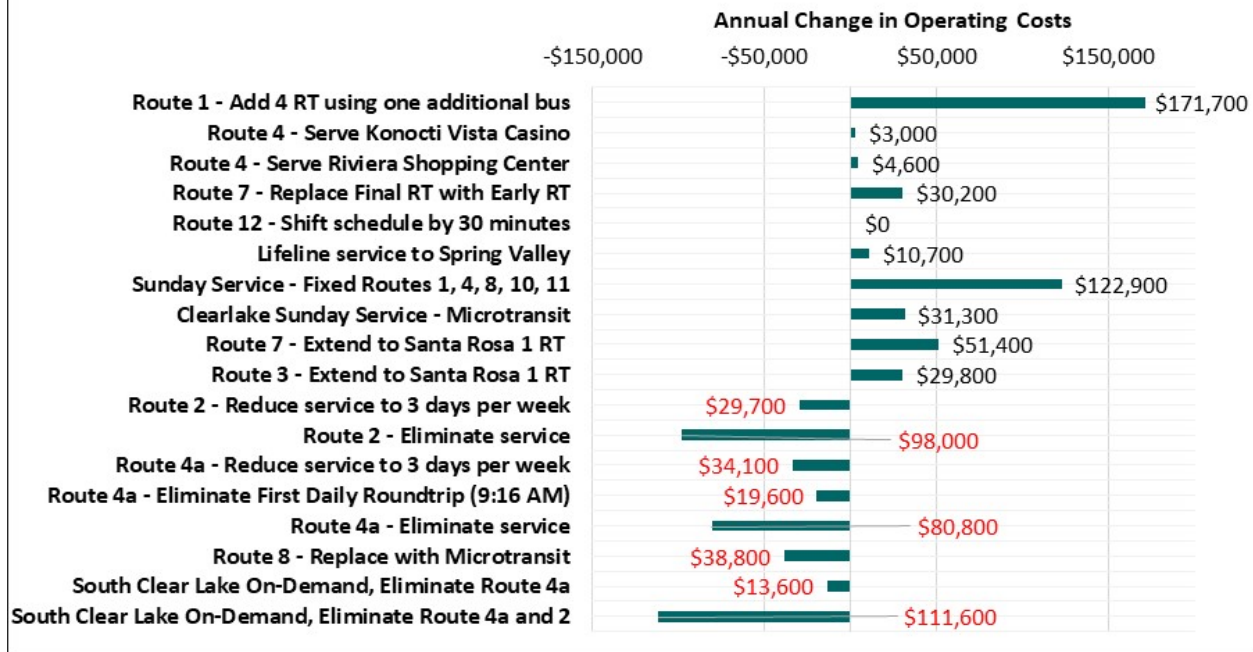 Annual Change in Operating Costs
-$150,000 -$50,000 $50,000 $150,000
Route 1 - Add 4 RT using one additional bus $171,700
Route 4 - Serve Konocti Vista Casino $3,000
Route 4 - Serve Riviera Shopping Center $4,600
Route 7 - Replace Final RT with Early RT $30,200
Route 12 - Shift schedule by 30 minutes $0
Lifeline service to Spring Valley $10,700
Sunday Service - Fixed Routes 1, 4, 8, 10, 11 $122,900
Clearlake Sunday Service - Microtransit $31,300
Route 7 - Extend to Santa Rosa 1 RT $51,400
Route 3 - Extend to Santa Rosa 1 RT $29,800
Route 2 - Reduce service to 3 days per week $29,700
Route 2 - Eliminate service $98,000
Route 4a - Reduce service to 3 days per week $34,100
Route 4a - Eliminate First Daily Roundtrip (9:16 AM) $19,600
Route 4a - Eliminate service $80,800
Route 8 - Replace with Microtransit $38,800
South Clear Lake On-Demand, Eliminate Route 4a $13,600
South Clear Lake On-Demand, Eliminate Route 4a and 2 $111,600